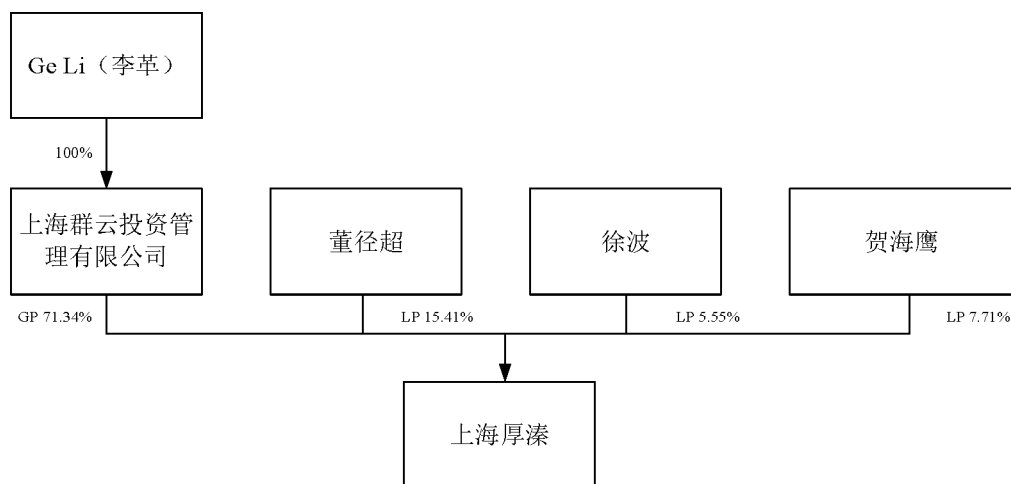 Ge Li（李革）
100%
上海群云投资管
理有限公司
董径超
徐波
贺海鹰
GP 71.34%
LP 15.41%
LP 5.55%
LP 7.71%
上海厚溱